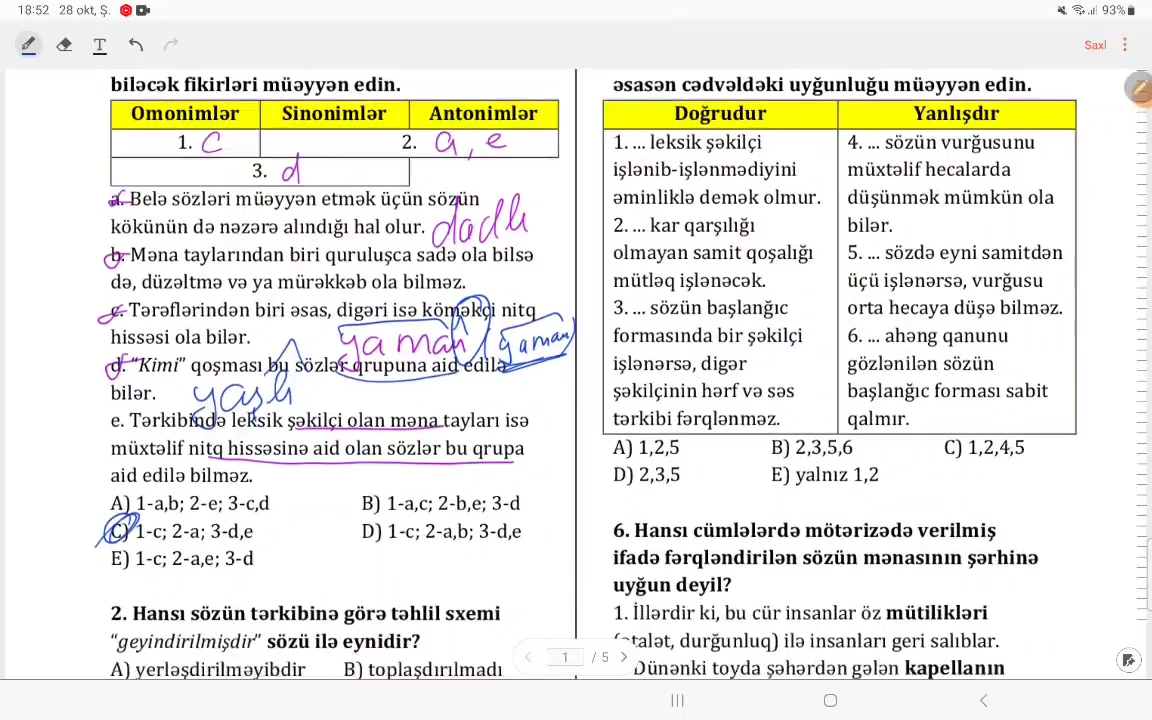 18:52 28 okt, Ş. 93%
T Saxl
biləcək fikirləri müəyyən edin.
Omonimlər Sinonimlər Antonimlər
1. c 2. a, e
3. d
a. Belə sözləri müəyyən etmək üçün sözün
kökünün də nəzərə alındığı hal olur. dadlı
b. Məna taylarından biri quruluşca sadə ola bilsə
də, düzəltmə və ya mürəkkəb ola bilməz.
c. Tərəflərindən biri əsas, digəri isə köməkçi nitq
hissəsi ola bilər. yaman yaman
d. “Kimi” qoşması bu sözlər qrupuna aid edilə
bilər. yaşlı
e. Tərkibində leksik şəkilçi olan məna tayları isə
müxtəlif nitq hissəsinə aid olan sözlər bu qrupa
aid edilə bilməz.
A) 1-a,b; 2-e; 3-c,d B) 1-a,c; 2-b,e; 3-d
C) 1-c; 2-a; 3-d,e D) 1-c; 2-a,b; 3-d,e
E) 1-c; 2-a,e; 3-d
2. Hansı sözün tərkibinə görə təhlil sxemi
“geyindirilmişdir” sözü ilə eynidir?
A) yerləşdirilməyibdir B) toplaşdırılmadı
əsasən cədvəldəki uyğunluğu müəyyən edin.
Doğrudur Yanlışdır
1. ... leksik şəkilçi
işlənib-işlənmədiyini
əminliklə demək olmur.
2. ... kar qarşılığı
olmayan samit qoşalığı
mütləq işlənəcək.
3. ... sözün başlanğıc
formasında bir şəkilçi
işlənərsə, digər
şəkilçinin hərf və səs
tərkibi fərqlənməz.
4. ... sözün vurğusunu
müxtəlif hecalarda
düşünmək mümkün ola
bilər.
5. ... sözdə eyni samitdən
üçü işlənərsə, vurğusu
orta hecaya düşə bilməz.
6. ... ahəng qanunu
gözlənilən sözün
başlanğıc forması sabit
qalmır.
A) 1,2,5 B) 2,3,5,6 C) 1,2,4,5
D) 2,3,5 E) yalnız 1,2
6. Hansı cümlələrdə mötərizədə verilmiş
ifadə fərqləndirilən sözün mənasının şərhinə
uyğun deyil?
1. İllərdir ki, bu cür insanlar öz mütilikləri
(ətalət, durğunluq) ilə insanları geri salıblar.
Dünənki toyda şəhərdən gələn kapellanın
1 / 5